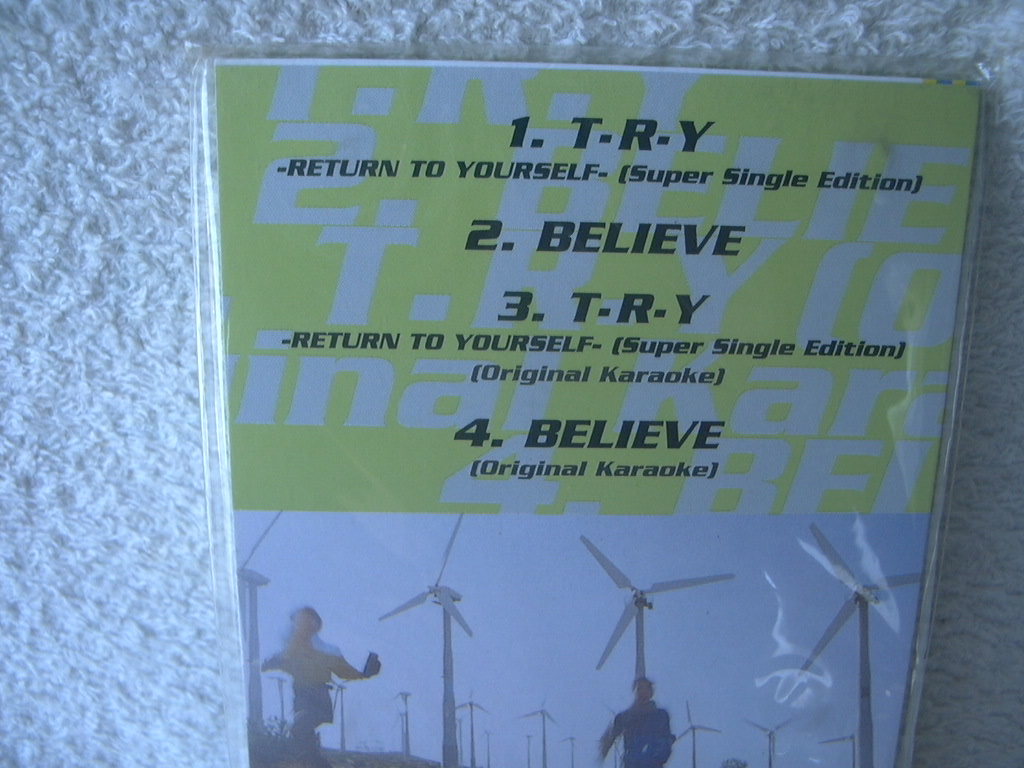 1. T-R-Y
-RETURN TO YOURSELF- (Super Single Edition)
2. BELIEVE
3. T-R-Y
-RETURN TO YOURSELF- (Super Single Edition)
(Original Karaoke)
4. BELIEVE
(Original Karaoke)